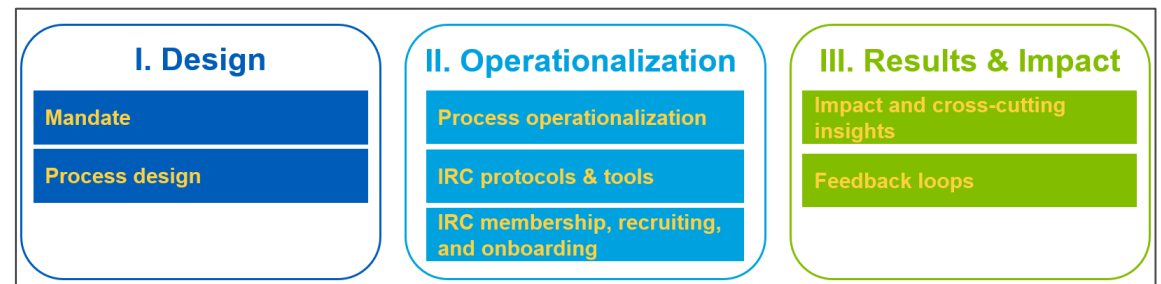 I. Design
Mandate
Process design
II. Operationalization
Process operationalization
IRC protocols & tools
IRC membership, recruiting,
and onboarding
III. Results & Impact
Impact and cross-cutting
insights
Feedback loops